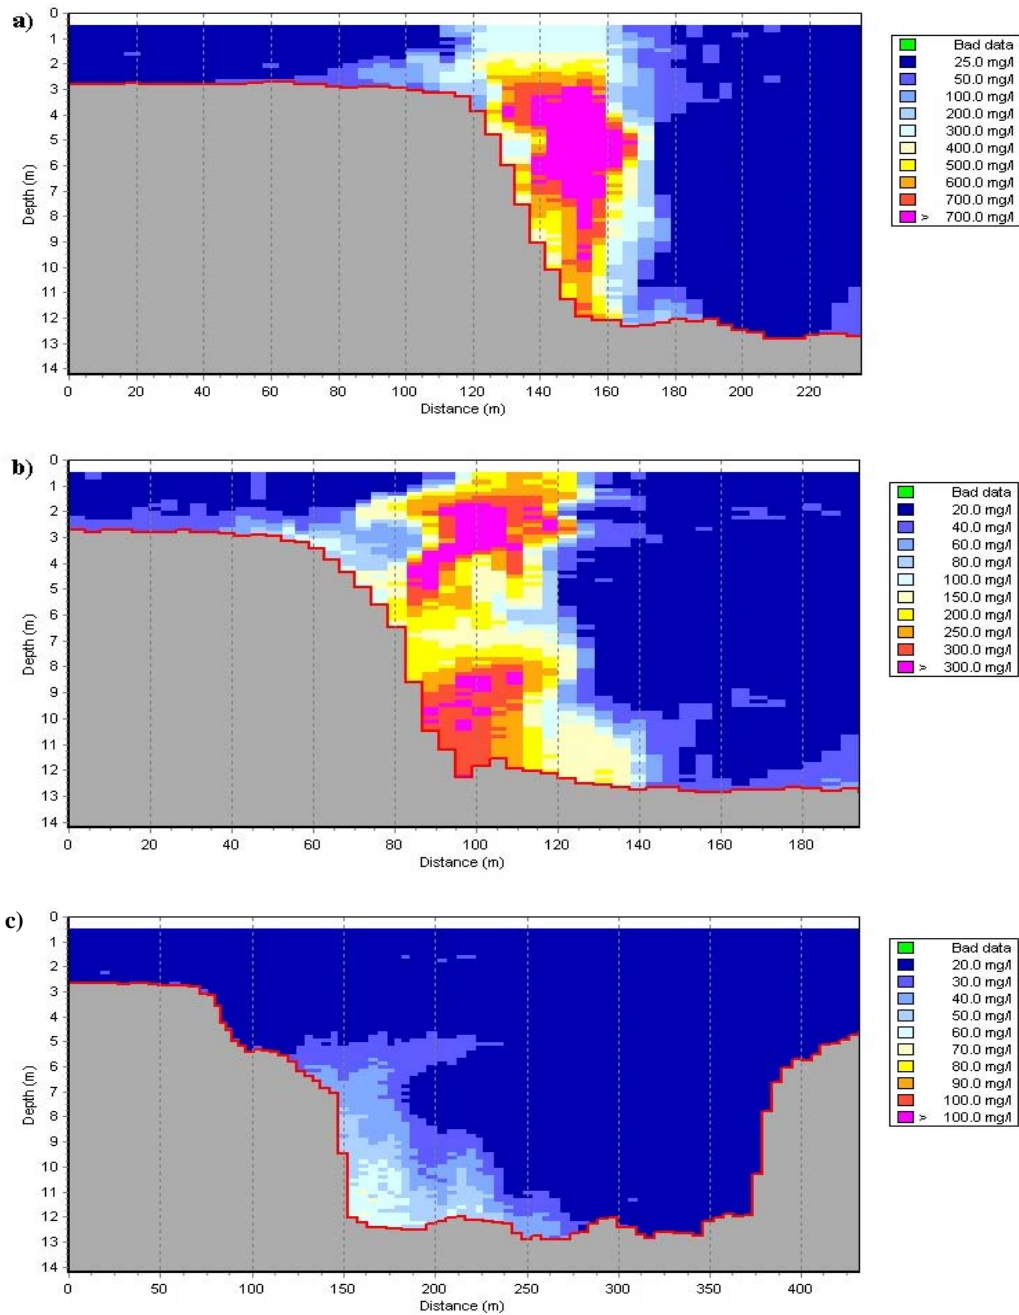 a)
0
1
2
3
4
5
6
7
8
9
10
11
12
13
14
Depth (m)
0 20 40 60 80 100 120 140 160 180 200 220
Distance (m)
Bad data
25.0 mg/l
50.0 mg/l
100.0 mg/l
200.0 mg/l
300.0 mg/l
400.0 mg/l
500.0 mg/l
600.0 mg/l
700.0 mg/l
> 700.0 mg/l
b)
0
1
2
3
4
5
6
7
8
9
10
11
12
13
14
Depth (m)
0 20 40 60 80 100 120 140 160 180
Distance (m)
Bad data
20.0 mg/l
40.0 mg/l
60.0 mg/l
80.0 mg/l
100.0 mg/l
150.0 mg/l
200.0 mg/l
250.0 mg/l
300.0 mg/l
> 300.0 mg/l
c)
0
1
2
3
4
5
6
7
8
9
10
11
12
13
14
Depth (m)
0 50 100 150 200 250 300 350 400
Distance (m)
Bad data
20.0 mg/l
30.0 mg/l
40.0 mg/l
50.0 mg/l
60.0 mg/l
70.0 mg/l
80.0 mg/l
90.0 mg/l
100.0 mg/l
> 100.0 mg/l